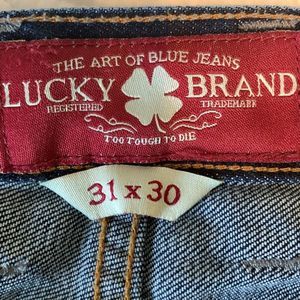 THE ART OF BLUE JEANS
LUCKY BRAND
REGISTERED TRADEMARK
TOO TOUGH TO DIE
31 x 30